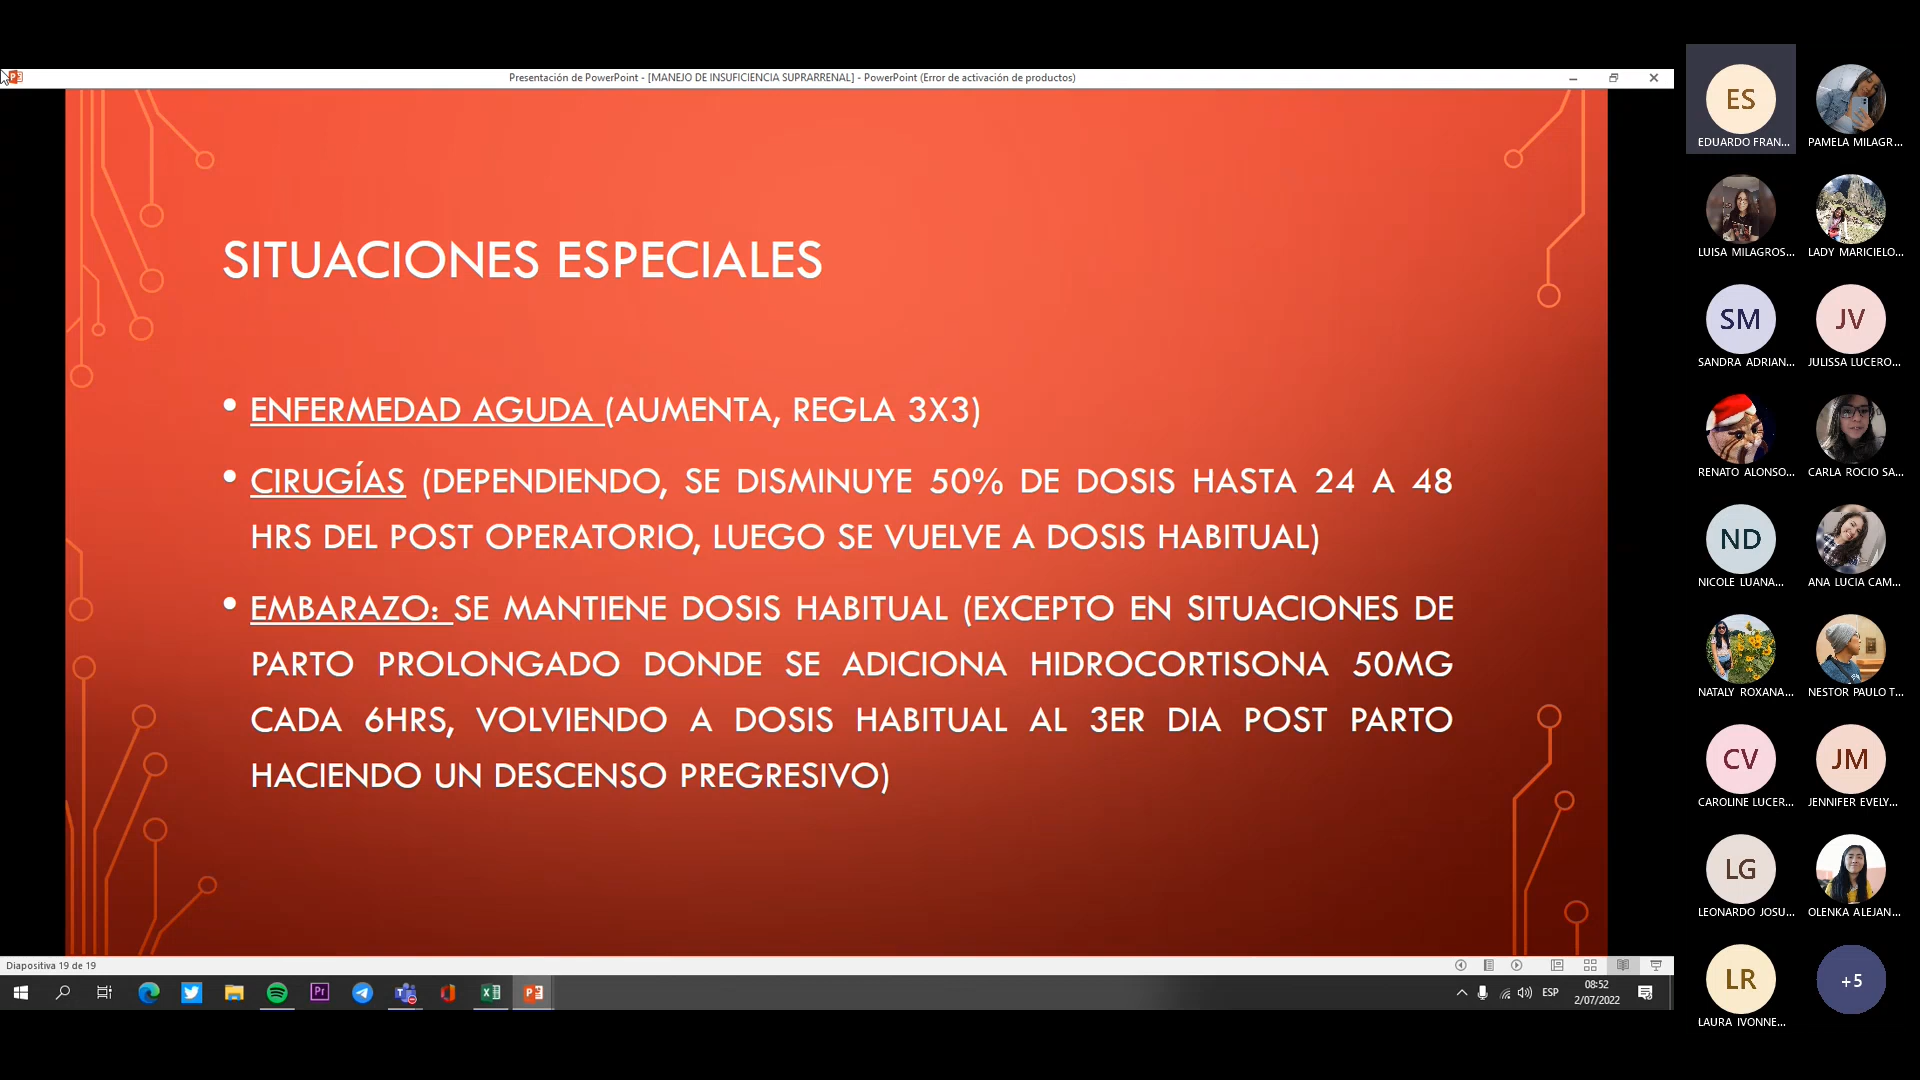 Presentación de PowerPoint - [MANEJO DE INSUFICIENCIA SUPRARRENAL] - PowerPoint (Error de activación de productos)
SITUACIONES ESPECIALES
• ENFERMEDAD AGUDA (AUMENTA, REGLA 3X3)
• CIRUGÍAS (DEPENDIENDO, SE DISMINUYE 50% DE DOSIS HASTA 24 A 48
HRS DEL POST OPERATORIO, LUEGO SE VUELVE A DOSIS HABITUAL)
• EMBARAZO: SE MANTIENE DOSIS HABITUAL (EXCEPTO EN SITUACIONES DE
PARTO PROLONGADO DONDE SE ADICIONA HIDROCORTISONA 50MG
CADA 6HRS, VOLVIENDO A DOSIS HABITUAL AL 3ER DIA POST PARTO
HACIENDO UN DESCENSO PREGRESIVO)
Diapositiva 19 de 19
Pr
ESP
08:52
2/07/2022
ES
EDUARDO FRAN...
PAMELA MILAGR...
LUISA MILAGROS...
LADY MARICIELO...
SM
SANDRA ADRIAN...
JV
JULISSA LUCERO...
RENATO ALONSO...
CARLA ROCIO SA...
ND
NICOLE LUANA...
ANA LUCIA CAM...
NATALY ROXANA...
NESTOR PAULO T...
CV
CAROLINE LUCER...
JM
JENNIFER EVELY...
LG
LEONARDO JOSU...
OLENKA ALEJAN...
LR
LAURA IVONNE...
+5